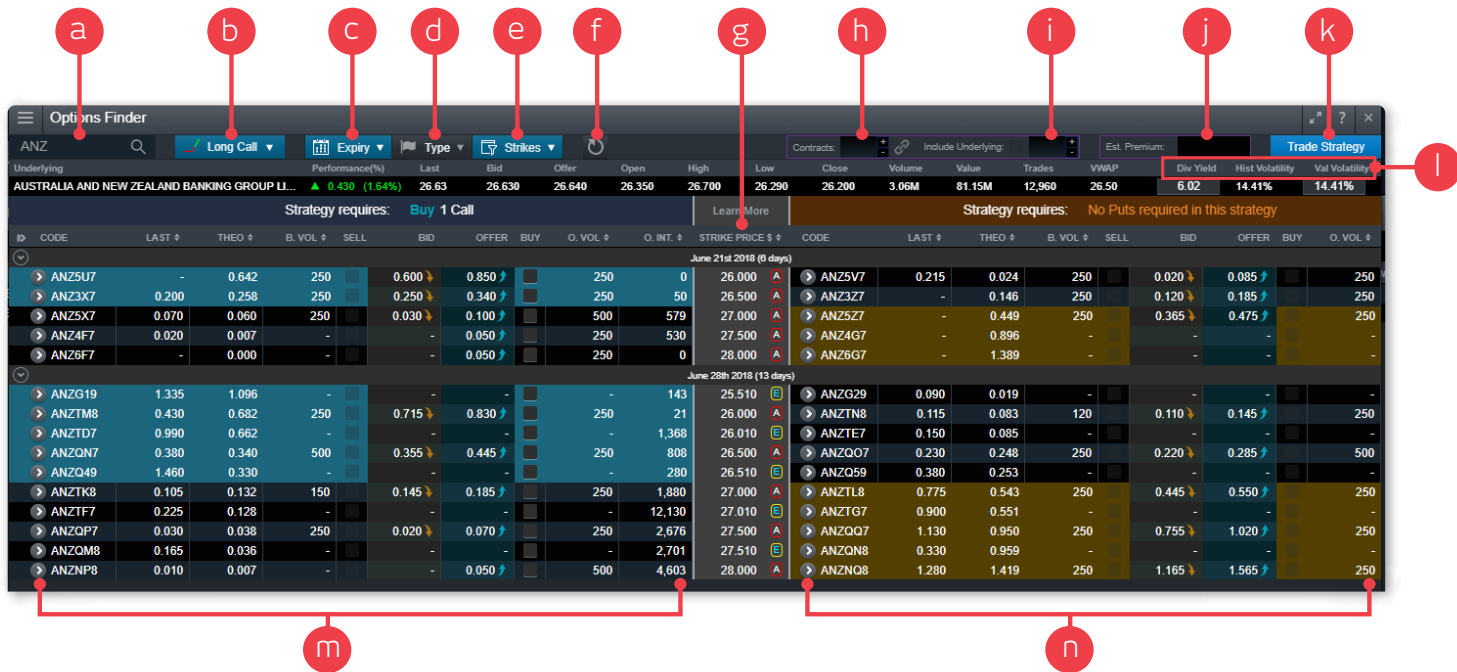 a b c d e f g h i j k
Options Finder ?
ANZ Long Call Expiry Type Strikes Contracts: + - Include Underlying: + - Est. Premium: Trade Strategy
Underlying Performance(%) Last Bid Offer Open High Low Close Volume Value Trades VWAP Div Yield Hist Volatility Val Volatility l
AUSTRALIA AND NEW ZEALAND BANKING GROUP LI... 0.430 (1.64%) 26.63 26.630 26.640 26.350 26.700 26.290 26.200 3.06M 81.15M 12,960 26.50 6.02 14.41% 14.41%
Strategy requires: Buy 1 Call Learn More Strategy requires: No Puts required in this strategy
CODE LAST THEO B. VOL SELL BID OFFER BUY O. VOL O. INT. STRIKE PRICE $ CODE LAST THEO B. VOL SELL BID OFFER BUY O. VOL
June 21st 2018 (6 days)
ANZ5U7 - 0.642 250 0.600 0.850 250 0 26.000 A ANZ5V7 0.215 0.024 250 0.020 0.085 250
ANZ3X7 0.200 0.258 250 0.250 0.340 250 50 26.500 A ANZ3Z7 - 0.146 250 0.120 0.185 250
ANZ5X7 0.070 0.060 250 0.030 0.100 500 579 27.000 A ANZ5Z7 - 0.449 250 0.365 0.475 250
ANZ4F7 0.020 0.007 - - 0.050 250 530 27.500 A ANZ4G7 - 0.896 - - - -
ANZ6F7 - 0.000 - - 0.050 250 0 28.000 A ANZ6G7 - 1.389 - - - -
June 28th 2018 (13 days)
ANZG19 1.335 1.096 - - - - 143 25.510 E ANZG29 0.090 0.019 - - - -
ANZTM8 0.430 0.682 250 0.715 0.830 250 21 26.000 A ANZTN8 0.115 0.083 120 0.110 0.145 250
ANZTD7 0.990 0.662 - - - - 1,368 26.010 E ANZTE7 0.150 0.085 - - - -
ANZQN7 0.380 0.340 500 0.355 0.445 250 808 26.500 A ANZQO7 0.230 0.248 250 0.220 0.285 500
ANZQ49 1.460 0.330 - - - - 280 26.510 E ANZQ59 0.380 0.253 - - - -
ANZTK8 0.105 0.132 150 0.145 0.185 250 1,880 27.000 A ANZTL8 0.775 0.543 250 0.445 0.550 250
ANZTF7 0.225 0.128 - - - - 12,130 27.010 E ANZTG7 0.900 0.551 - - - -
ANZQP7 0.030 0.038 250 0.020 0.070 250 2,676 27.500 A ANZQQ7 1.130 0.950 250 0.755 1.020 250
ANZQM8 0.165 0.036 - - - - 2,701 27.510 E ANZQN8 0.330 0.959 - - - -
ANZNP8 0.010 0.007 - - 0.050 500 4,603 28.000 A ANZNQ8 1.280 1.419 250 1.165 1.565 250
m n